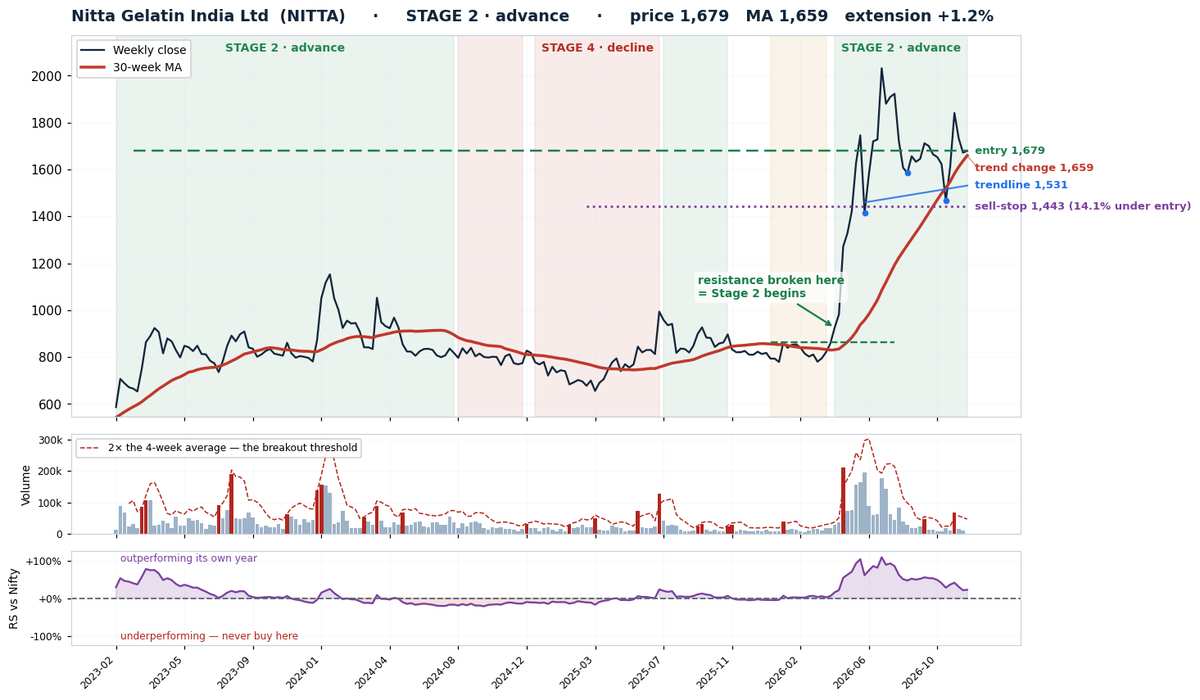 Nitta Gelatin India Ltd (NITTA) · STAGE 2 · advance · price 1,679 MA 1,659 extension +1.2%
Weekly close
30-week MA
STAGE 2 · advance
STAGE 4 · decline
STAGE 2 · advance
2000
1800
1600
1400
1200
1000
800
600
entry 1,679
trend change 1,659
trendline 1,531
sell-stop 1,443 (14.1% under entry)
resistance broken here
= Stage 2 begins
Volume
300k
200k
100k
0
2× the 4-week average — the breakout threshold
RS vs Nifty
+100%
+0%
-100%
outperforming its own year
underperforming — never buy here
2023-02
2023-05
2023-09
2024-01
2024-04
2024-08
2024-12
2025-03
2025-07
2025-11
2026-02
2026-06
2026-10